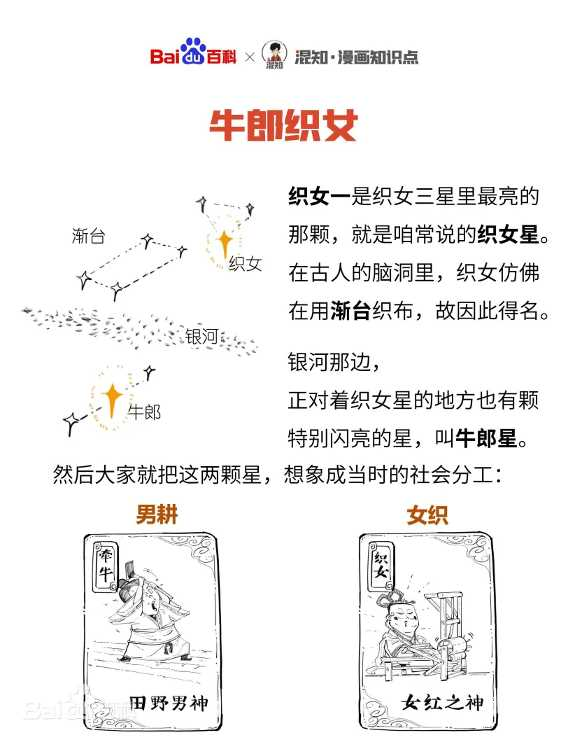 Bai du 百科 × 混知 混知·漫画知识点
牛郎织女
织女一是织女三星里最亮的
那颗，就是咱常说的织女星。
在古人的脑洞里，织女仿佛
在用渐台织布，故因此得名。
渐台
织女
银河
牛郎
银河那边，
正对着织女星的地方也有颗
特别闪亮的星，叫牛郎星。
然后大家就把这两颗星，想象成当时的社会分工：
男耕
女织
牵牛
田野男神
织女
女红之神
Bai du 百科